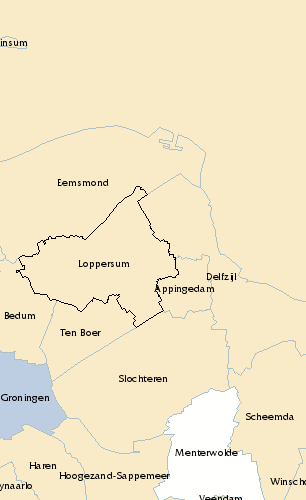 insum
Eemsmond
Loppersum
Delfzijl
Appingedam
Bedum
Ten Boer
Slochteren
Groningen
Scheemda
Menterwolde
Haren
Hoogezand-Sappemeer
ynaarlo
Winscho
Veendam